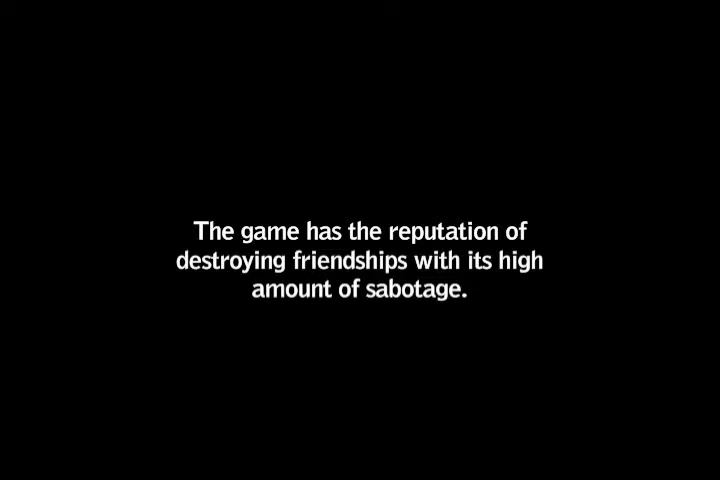 The game has the reputation of
destroying friendships with its high
amount of sabotage.